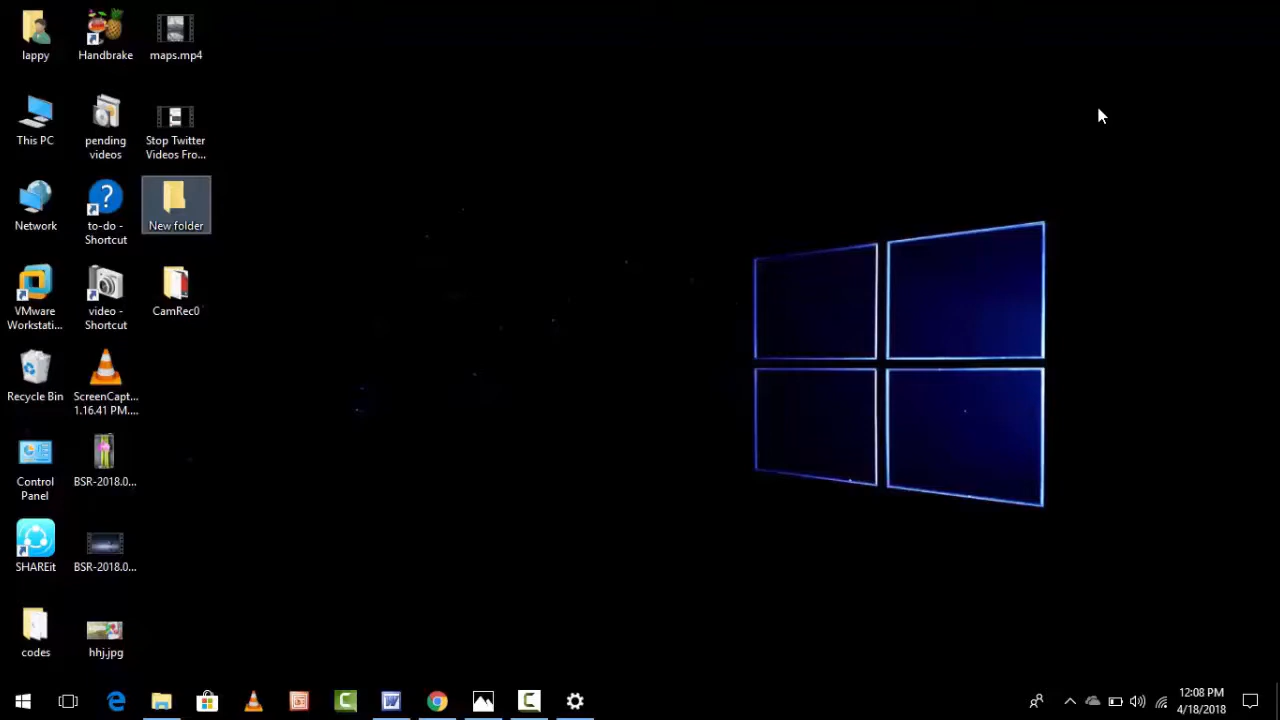 lappy
Handbrake
maps.mp4
This PC
pending
videos
Stop Twitter
Videos Fro...
Network
to-do -
Shortcut
New folder
VMware
Workstati...
video -
Shortcut
CamRec0
Recycle Bin
ScreenCapt...
1.16.41 PM....
Control
Panel
BSR-2018.0...
SHAREit
BSR-2018.0...
codes
hhj.jpg
12:08 PM
4/18/2018